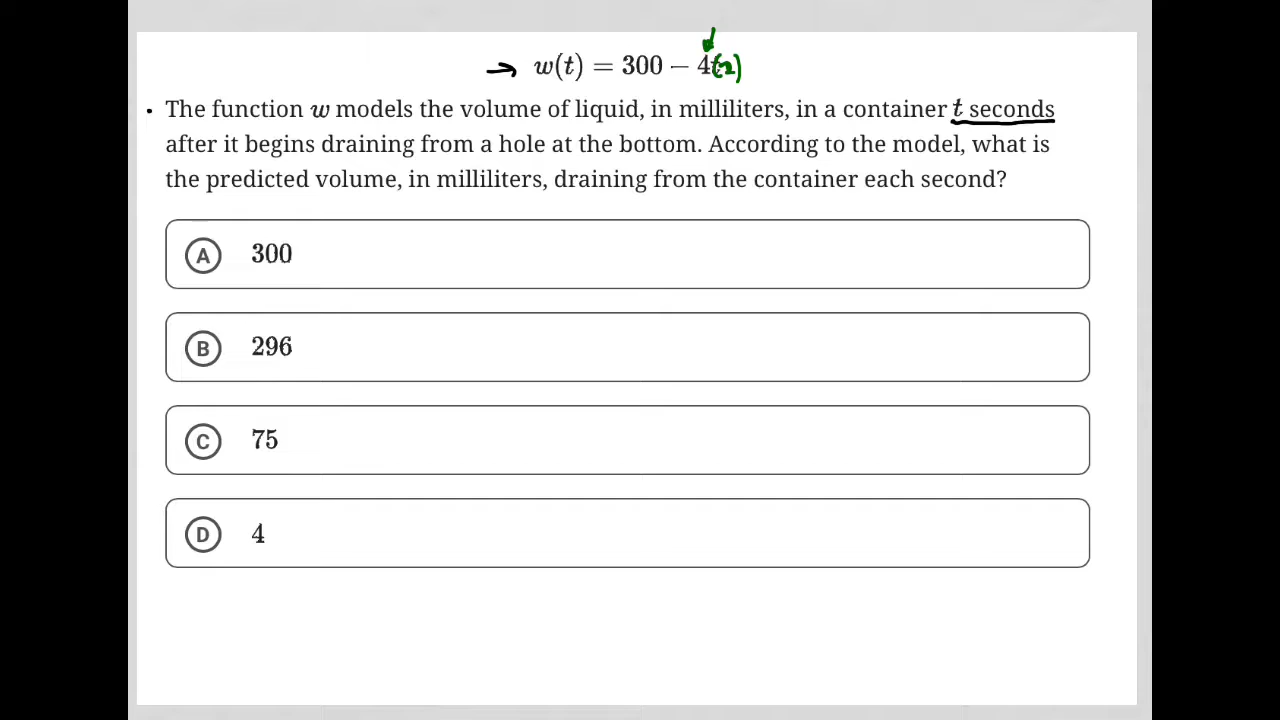 w(t) = 300 − 4(2)
The function w models the volume of liquid, in milliliters, in a container t seconds
after it begins draining from a hole at the bottom. According to the model, what is
the predicted volume, in milliliters, draining from the container each second?
A 300
B 296
C 75
D 4